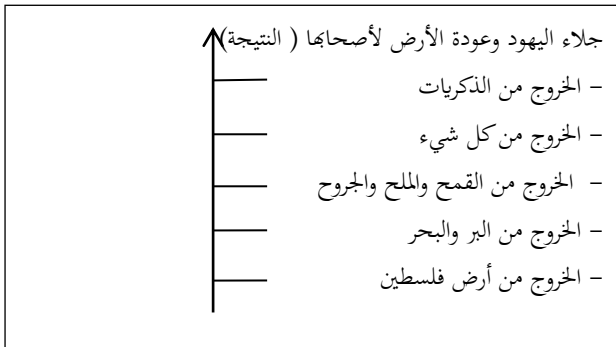 جلاء اليهود وعودة الأرض لأصحابها ( النتيجة)
– الخروج من الذكريات
– الخروج من كل شيء
– الخروج من القمح والملح والجروح
– الخروج من البر والبحر
– الخروج من أرض فلسطين